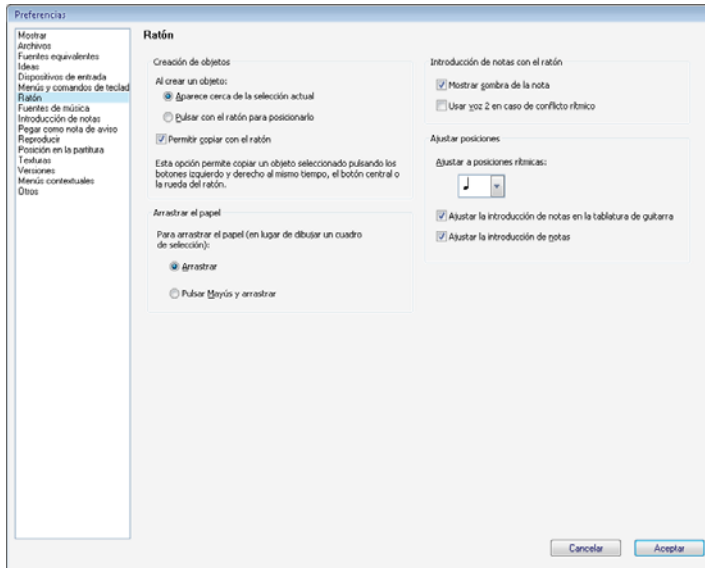 Preferencias
Mostrar
Archivos
Fuentes equivalentes
Ideas
Dispositivos de entrada
Menús y comandos de teclad
Ratón
Fuentes de música
Introducción de notas
Pegar como nota de aviso
Reproducir
Posición en la partitura
Texturas
Versiones
Menús contextuales
Otros
Ratón
Creación de objetos
Al crear un objeto:
Aparece cerca de la selección actual
Pulsar con el ratón para posicionarlo
Permitir copiar con el ratón
Esta opción permite copiar un objeto seleccionado pulsando los
botones izquierdo y derecho al mismo tiempo, el botón central o
la rueda del ratón.
Arrastrar el papel
Para arrastrar el papel (en lugar de dibujar un cuadro
de selección):
Arrastrar
Pulsar Mayús y arrastrar
Introducción de notas con el ratón
Mostrar sombra de la nota
Usar voz 2 en caso de conflicto rítmico
Ajustar posiciones
Ajustar a posiciones rítmicas:
Ajustar la introducción de notas en la tablatura de guitarra
Ajustar la introducción de notas
Cancelar
Aceptar